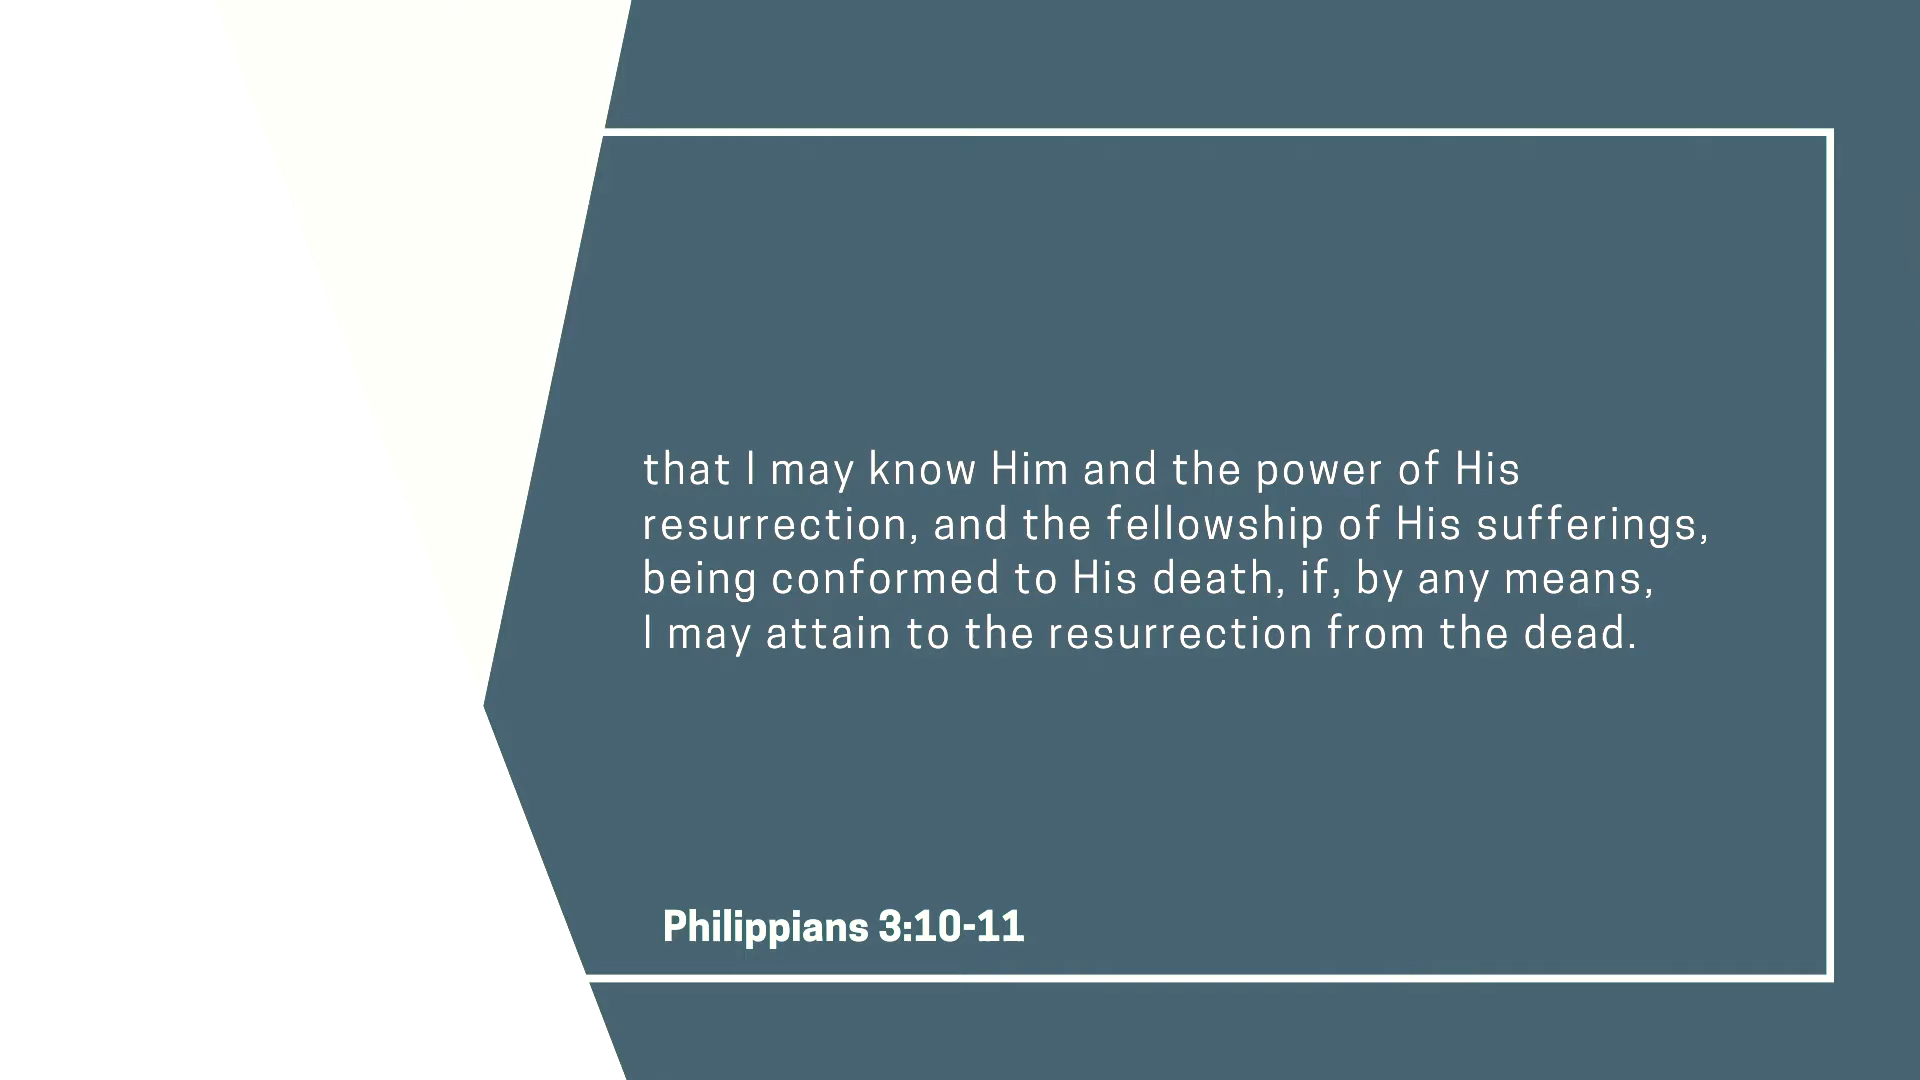 that I may know Him and the power of His
resurrection, and the fellowship of His sufferings,
being conformed to His death, if, by any means,
I may attain to the resurrection from the dead.
Philippians 3:10-11